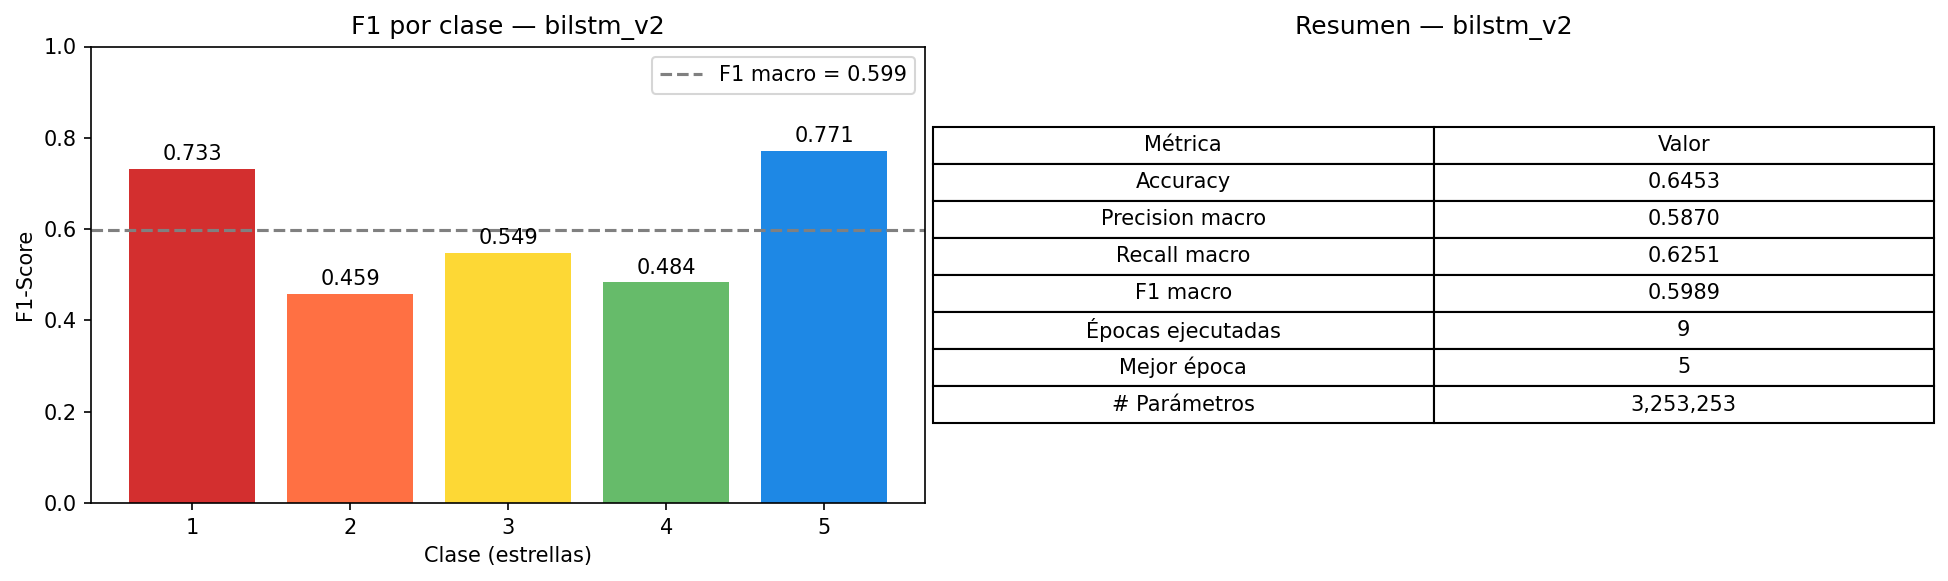 F1 por clase — bilstm_v2
1.0
0.8
0.6
0.4
0.2
0.0
F1-Score
F1 macro = 0.599
0.733
0.459
0.549
0.484
0.771
1 2 3 4 5
Clase (estrellas)
Resumen — bilstm_v2
Métrica Valor
Accuracy 0.6453
Precision macro 0.5870
Recall macro 0.6251
F1 macro 0.5989
Épocas ejecutadas 9
Mejor época 5
# Parámetros 3,253,253